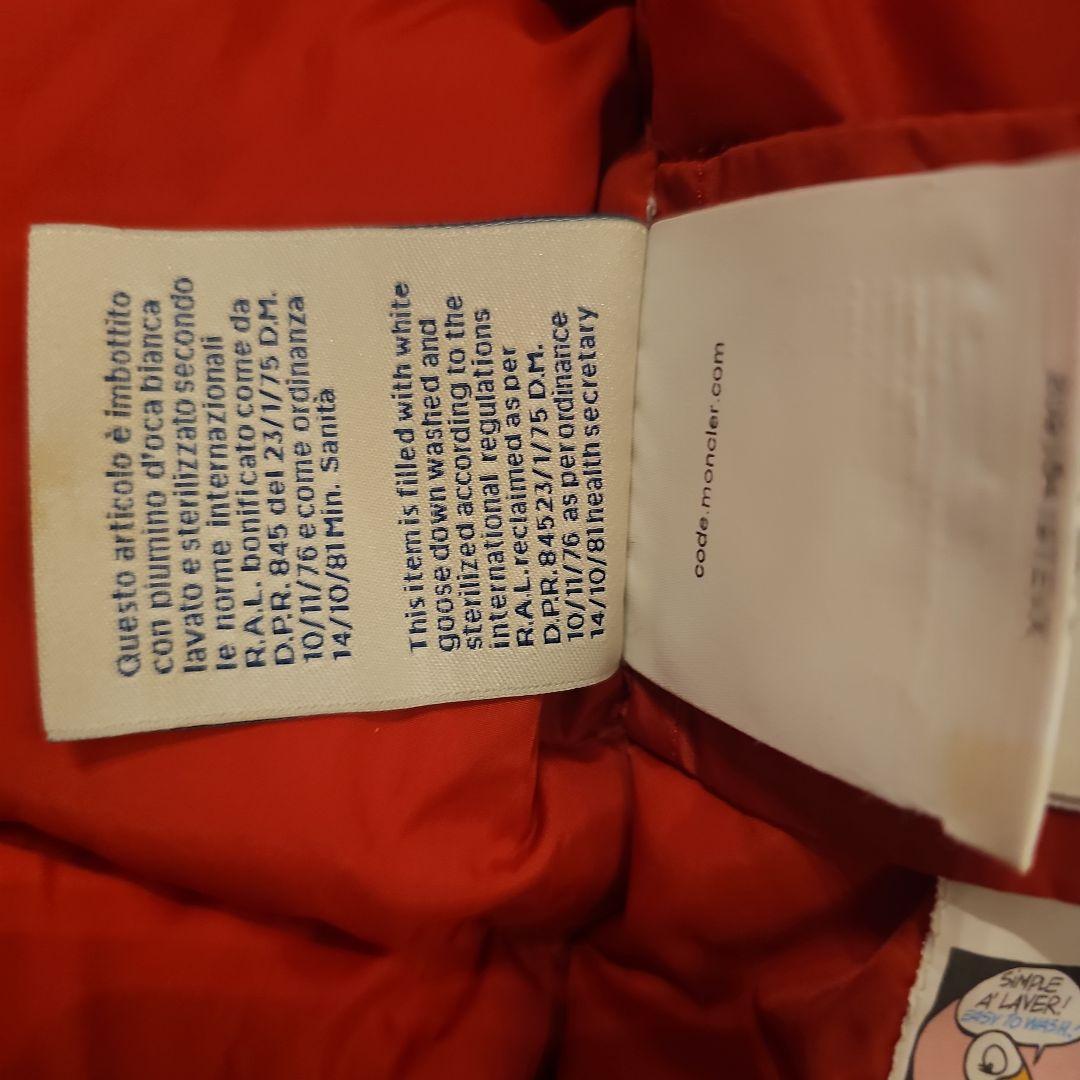 Questo articolo è imbottito
con piumino d'oca bianca
lavato e sterilizzato secondo
le norme internazionali
R.A.L. bonificato come da
D.P.R. 845 del 23/1/75 D.M.
10/11/76 e come ordinanza
14/10/81 Min. Sanità
This item is filled with white
goose down washed and
sterilized according to the
international regulations
R.A.L. reclaimed as per
D.P.R. 845 23/1/75 D.M.
10/11/76 as per ordinance
14/10/81 health secretary
code.moncler.com
SIMPLE
A' LAVER!
EASY TO WASH!